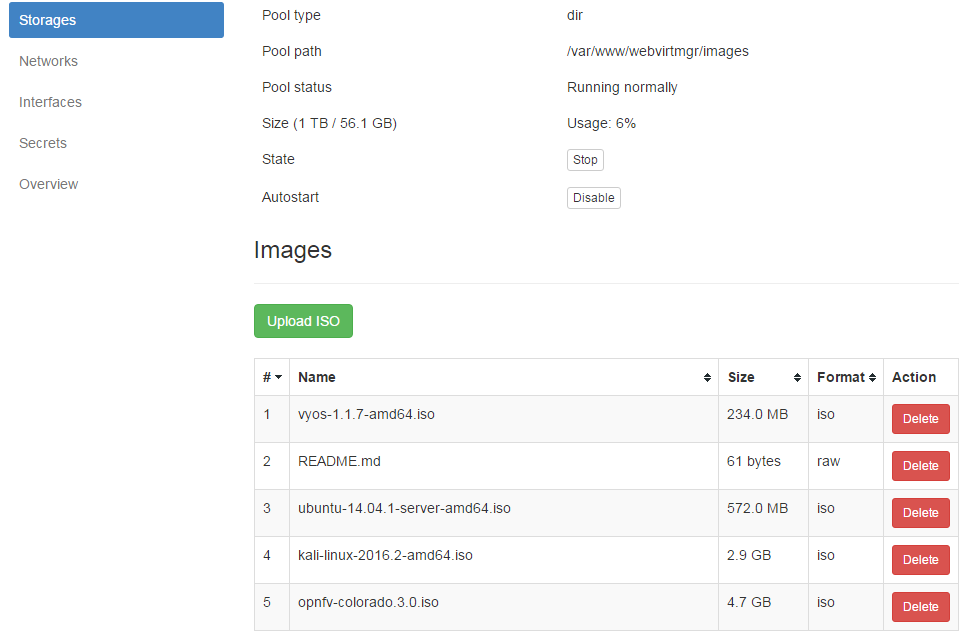 Storages
Networks
Interfaces
Secrets
Overview
Pool type dir
Pool path /var/www/webvirtmgr/images
Pool status Running normally
Size (1 TB / 56.1 GB) Usage: 6%
State Stop
Autostart Disable
Images
Upload ISO
# Name Size Format Action
1 vyos-1.1.7-amd64.iso 234.0 MB iso Delete
2 README.md 61 bytes raw Delete
3 ubuntu-14.04.1-server-amd64.iso 572.0 MB iso Delete
4 kali-linux-2016.2-amd64.iso 2.9 GB iso Delete
5 opnfv-colorado.3.0.iso 4.7 GB iso Delete